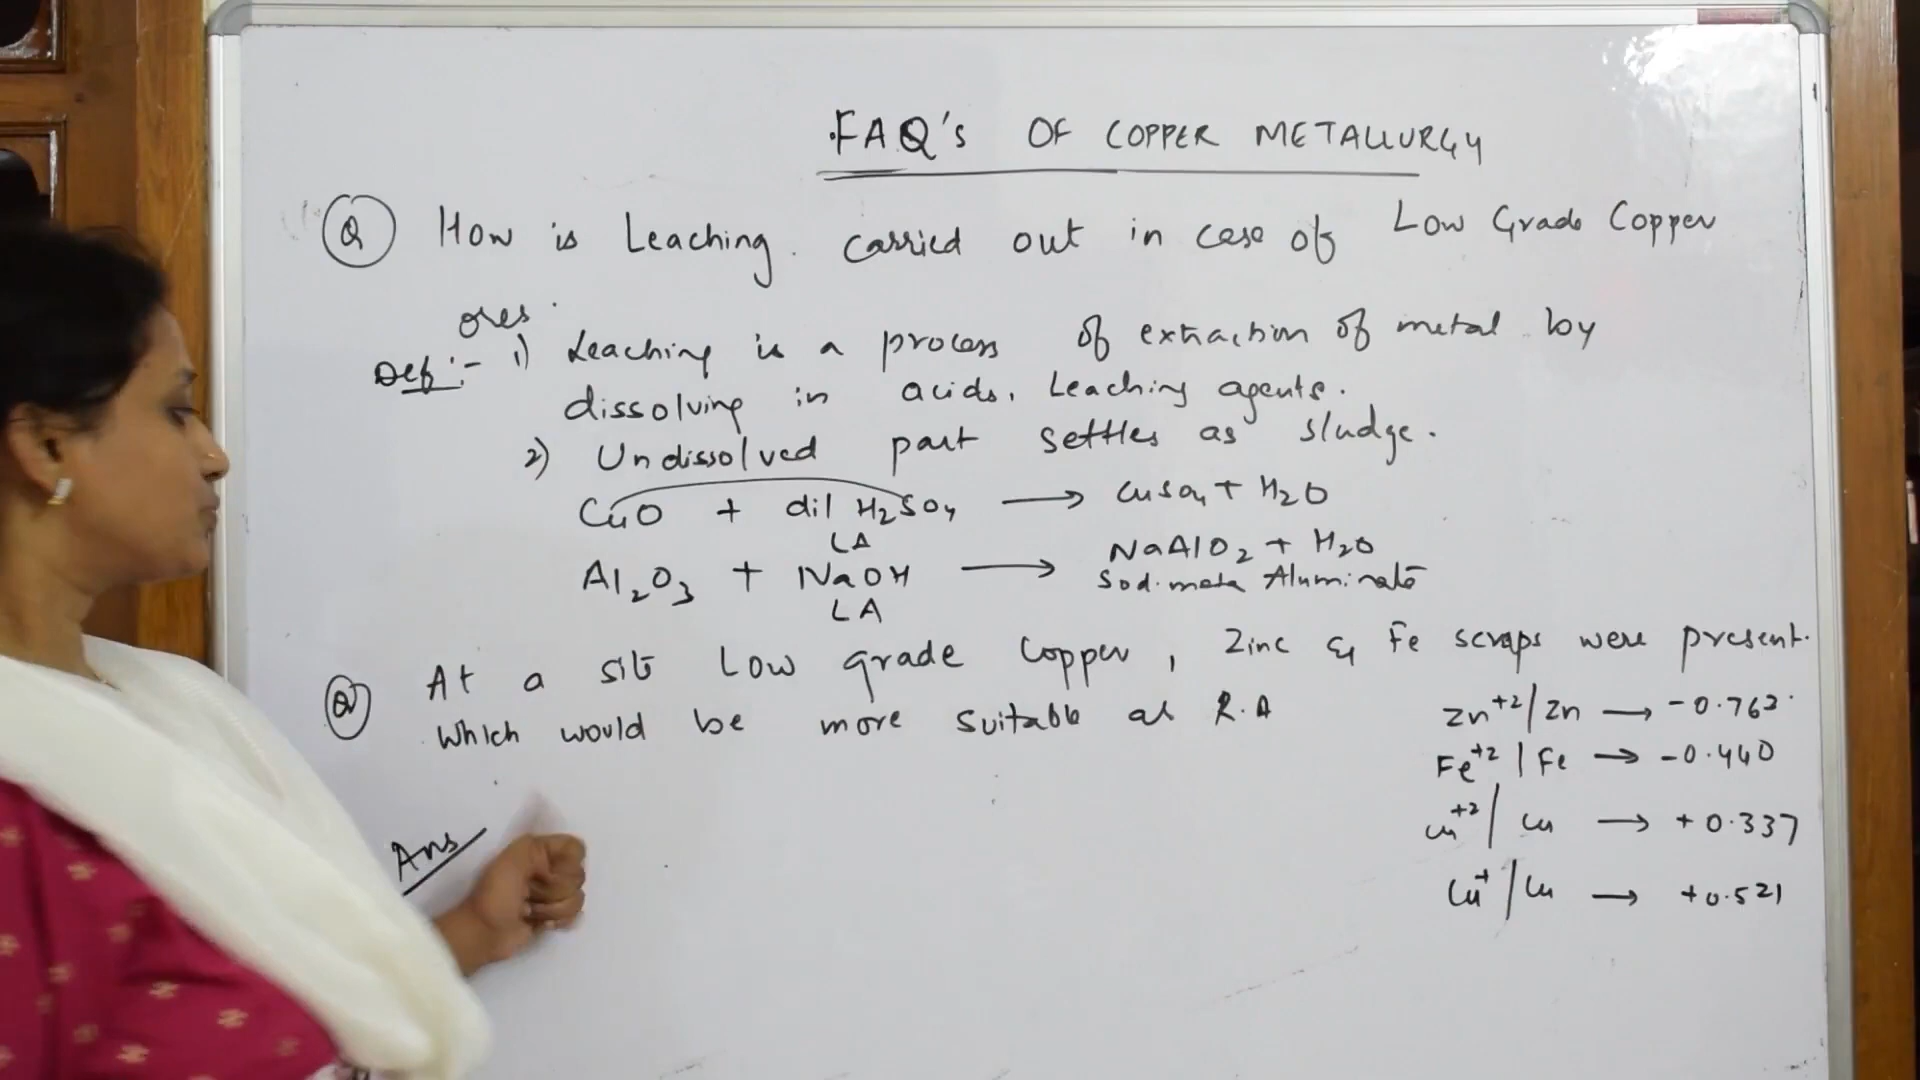 FAQ's OF COPPER METALLURGY
Q How is Leaching carried out in case of Low Grade Copper
ores.
Def:- 1) Leaching is a process of extraction of metal by
dissolving in acids, Leaching agents.
2) Undissolved part settles as sludge.
CuO + dil H₂SO₄ → CuSO₄ + H₂O
LA
Al₂O₃ + NaOH → NaAlO₂ + H₂O
LA Sod. meta Aluminate
Q At a site Low grade Copper, Zinc & Fe scraps were present.
Which would be more suitable as R.A
Zn⁺²/Zn → -0.762
Fe⁺²/Fe → -0.440
Cu⁺²/Cu → +0.337
Cu⁺/Cu → +0.521
Ans